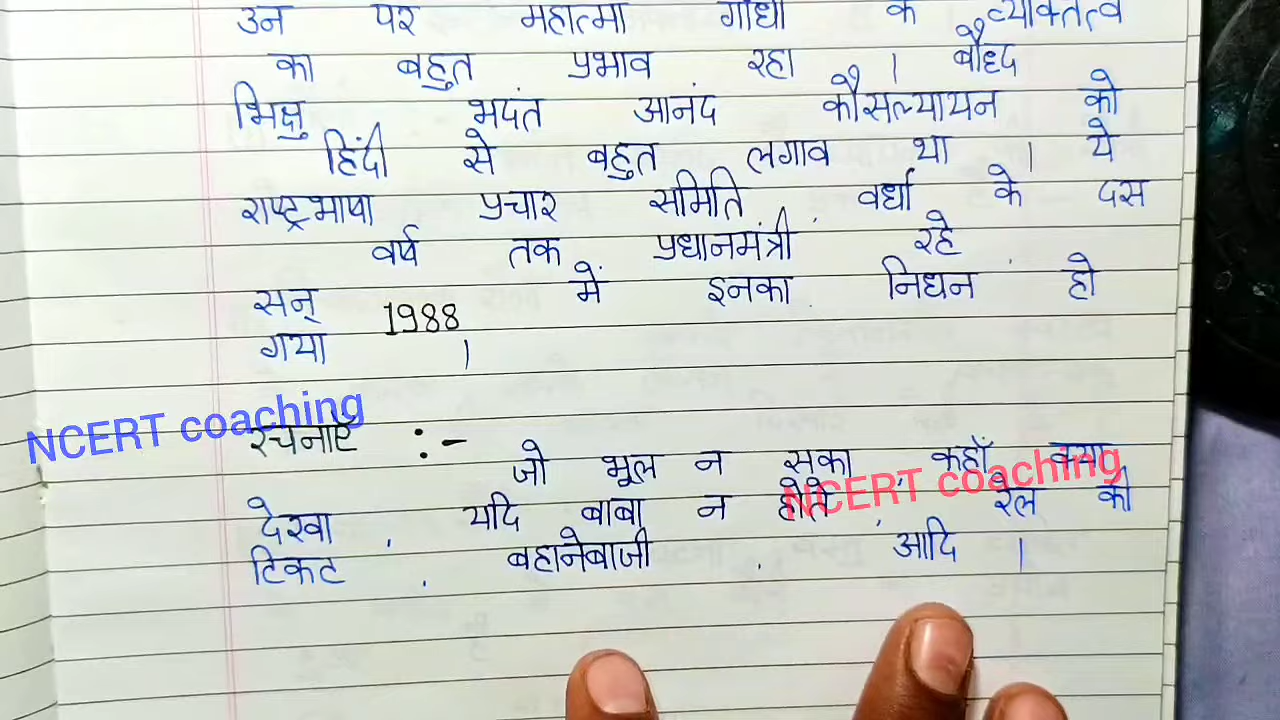 उन पर महात्मा गांधी के व्यक्तित्व
का बहुत प्रभाव रहा । बौद्द
भिक्षु भदंत आनंद कौसल्यायन को
हिंदी से बहुत लगाव था । ये
राष्ट्रभाषा प्रचार समिति , वर्धा के दस
वर्ष तक प्रधानमंत्री रहे .
सन् 1988 में इनका निधन हो
गया ।
NCERT coaching
रचनाएँ :-
जो भूल न सका , कहाँ क्या
NCERT coaching
देखा , यदि बाबा न होते , रेल की
टिकट , बहानेबाजी . आदि ।